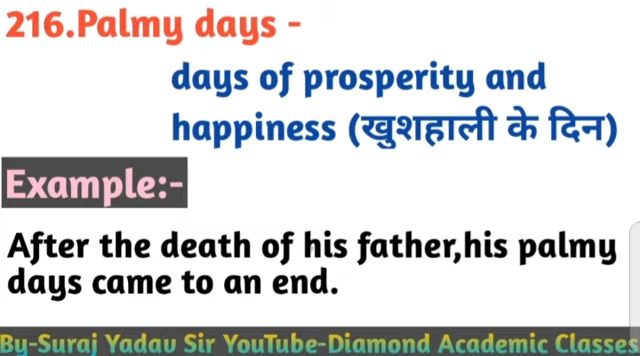 216.Palmy days -
days of prosperity and
happiness (खुशहाली के दिन)
Example:-
After the death of his father,his palmy
days came to an end.
By-Suraj Yadav Sir YouTube-Diamond Academic Classes